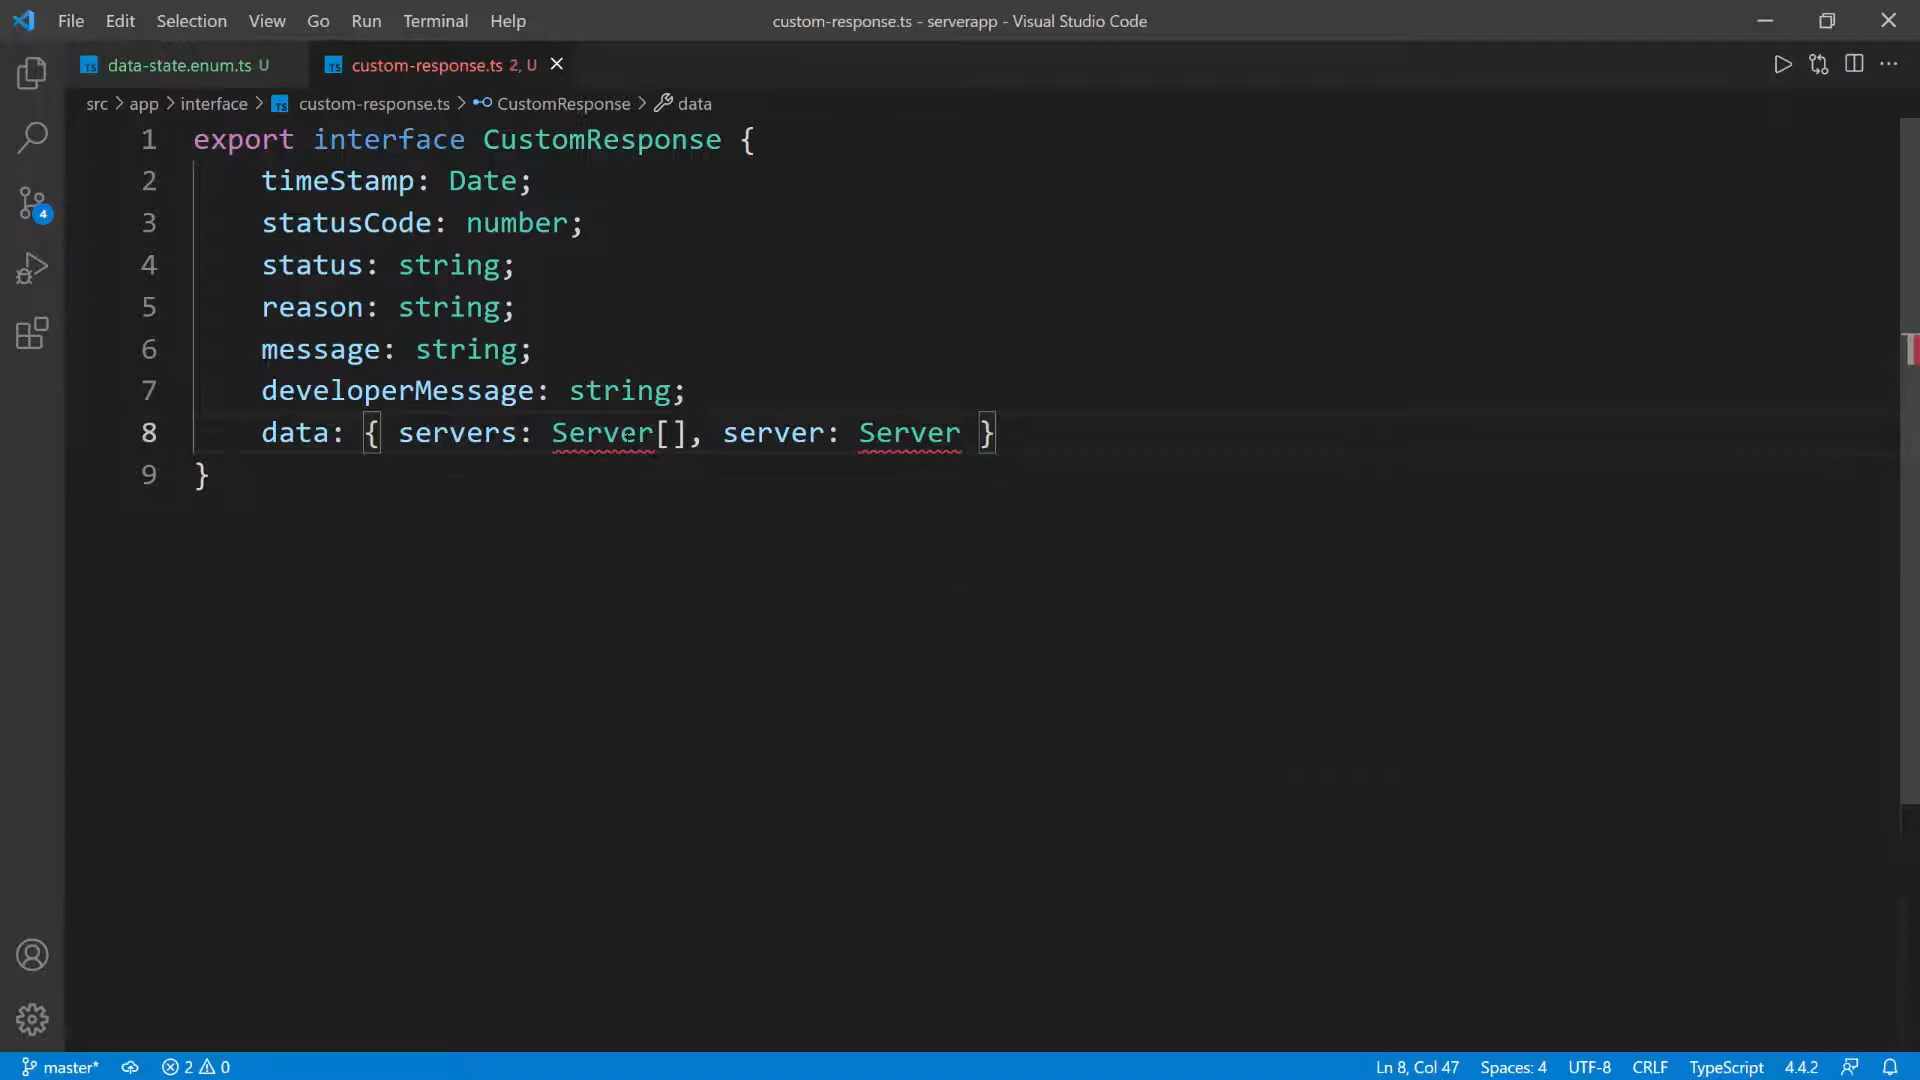 File Edit Selection View Go Run Terminal Help custom-response.ts - serverapp - Visual Studio Code
TS data-state.enum.ts U TS custom-response.ts 2, U
src > app > interface > TS custom-response.ts > CustomResponse > data
1 export interface CustomResponse {
2 timeStamp: Date;
3 statusCode: number;
4 status: string;
5 reason: string;
6 message: string;
7 developerMessage: string;
8 data: { servers: Server[], server: Server }
9 }
4
master* 2 0 Ln 8, Col 47 Spaces: 4 UTF-8 CRLF TypeScript 4.4.2